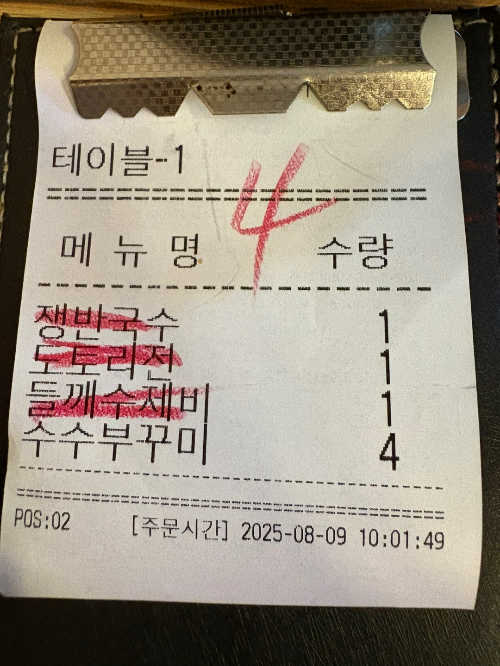 테이블-1
4
메 뉴 명 수량
쟁반국수 1
도토리전 1
들깨수제비 1
수수부꾸미 4
POS:02 [주문시간] 2025-08-09 10:01:49